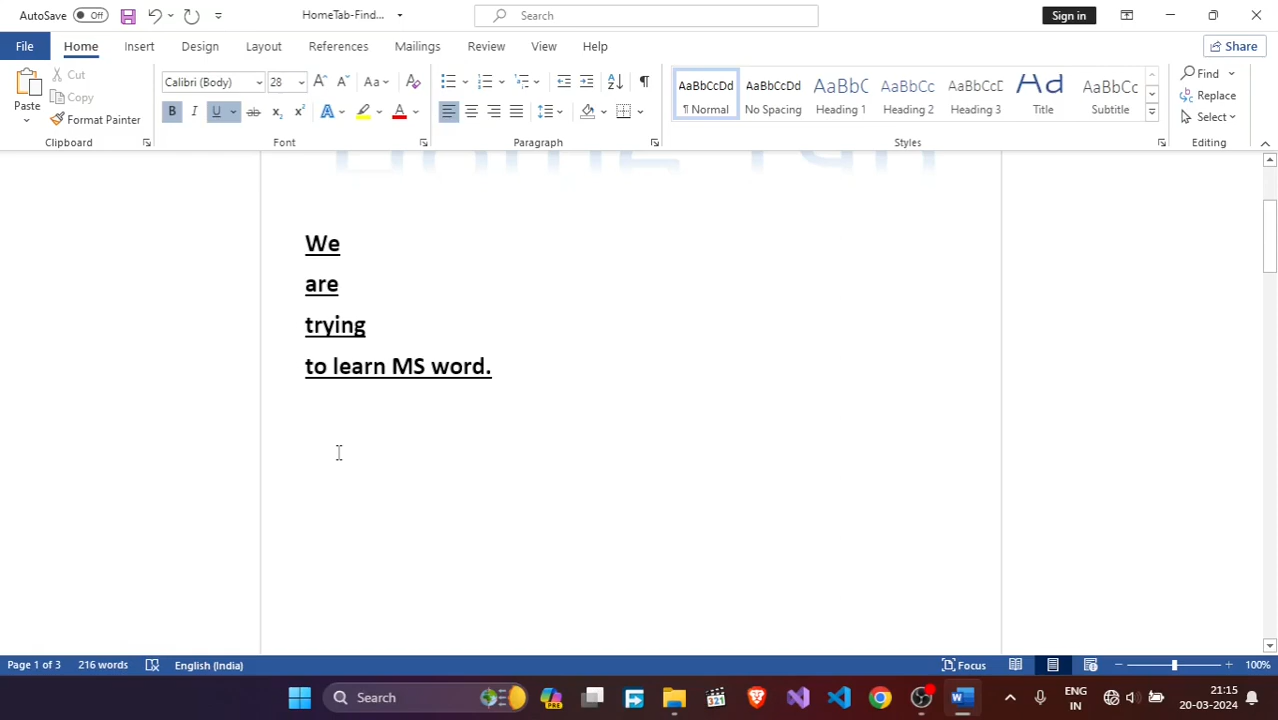 AutoSave Off HomeTab-Find... Search Sign in
File Home Insert Design Layout References Mailings Review View Help Share
Paste Cut Copy Format Painter Clipboard
Calibri (Body) 28 Aa Font
Paragraph
AaBbCcDd ¶ Normal AaBbCcDd No Spacing AaBbC Heading 1 AaBbCc Heading 2 AaBbCcD Heading 3 Ad Title AaBbCc Subtitle Styles
Find Replace Select Editing
We
are
trying
to learn MS word.
Page 1 of 3 216 words English (India) Focus 100%
Search PRE 321 ENG IN 21:15 20-03-2024